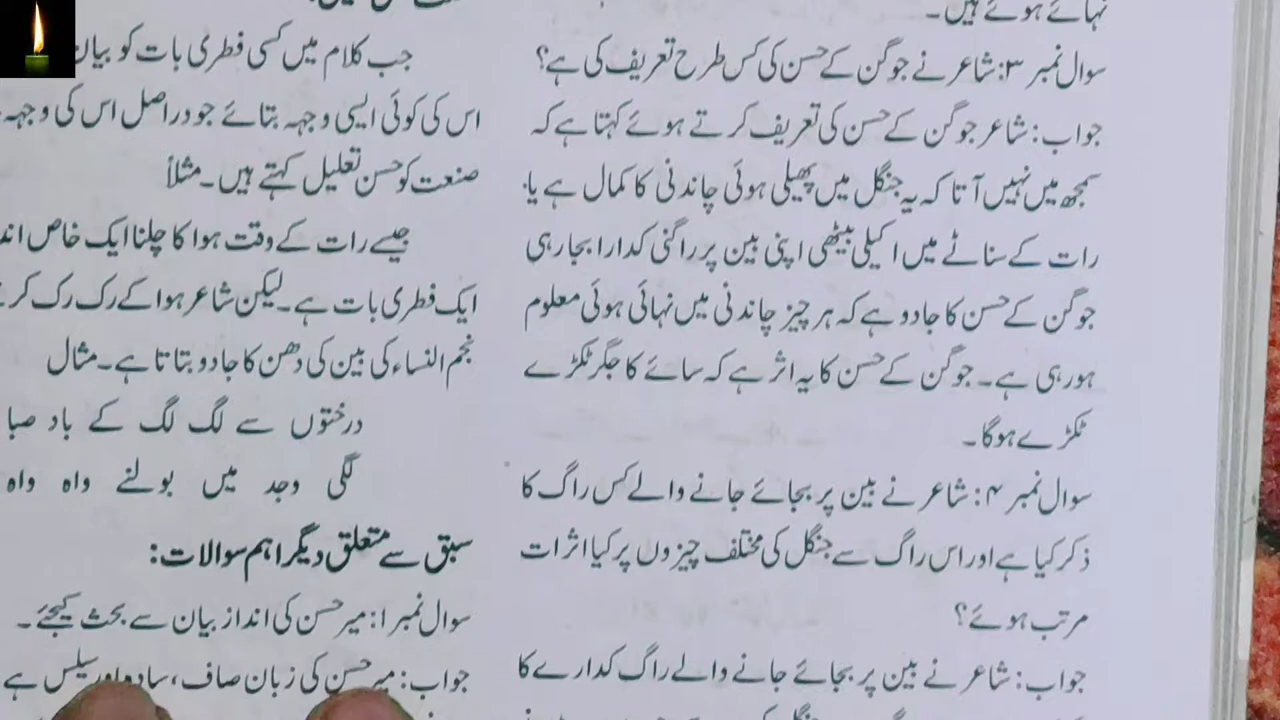 نہائے ہوئے ہیں۔
سوال نمبر ۳: شاعر نے جوگن کے حسن کی کس طرح تعریف کی ہے؟
جواب: شاعر جوگن کے حسن کی تعریف کرتے ہوئے کہتا ہے کہ
سمجھ میں نہیں آتا کہ یہ جنگل میں پھیلی ہوئی چاندنی کا کمال ہے یا
رات کے سناٹے میں اکیلی بیٹھی اپنی بین پر راگنی کدارا بجا رہی
جوگن کے حسن کا جادو ہے کہ ہر چیز چاندنی میں نہائی ہوئی معلوم
ہو رہی ہے۔ جوگن کے حسن کا یہ اثر ہے کہ سائے کا جگر ٹکڑے
ٹکڑے ہوگا۔
سوال نمبر ۴: شاعر نے بین پر بجائے جانے والے کس راگ کا
ذکر کیا ہے اور اس راگ سے جنگل کی مختلف چیزوں پر کیا اثرات
مرتب ہوئے؟
جواب: شاعر نے بین پر بجائے جانے والے راگ کدارے کا
جب کلام میں کسی فطری بات کو بیان
اس کی کوئی ایسی وجہہ بتائے جو دراصل اس کی وجہہ
صنعت کو حسن تعلیل کہتے ہیں۔ مثلاً
جیسے رات کے وقت ہوا کا چلنا ایک خاص
ایک فطری بات ہے۔ لیکن شاعر ہوا کے رک رک کر
نجم النساء کی بین کی دھن کا جادو بتاتا ہے۔ مثال
درختوں سے لگ لگ کے باد صبا
لگی وجد میں بولنے واہ واہ
سبق سے متعلق دیگر اہم سوالات:
سوال نمبر ۱: میر حسن کی انداز بیان سے بحث کیجئے۔
جواب: میر حسن کی زبان صاف، سادہ اور سلیس ہے